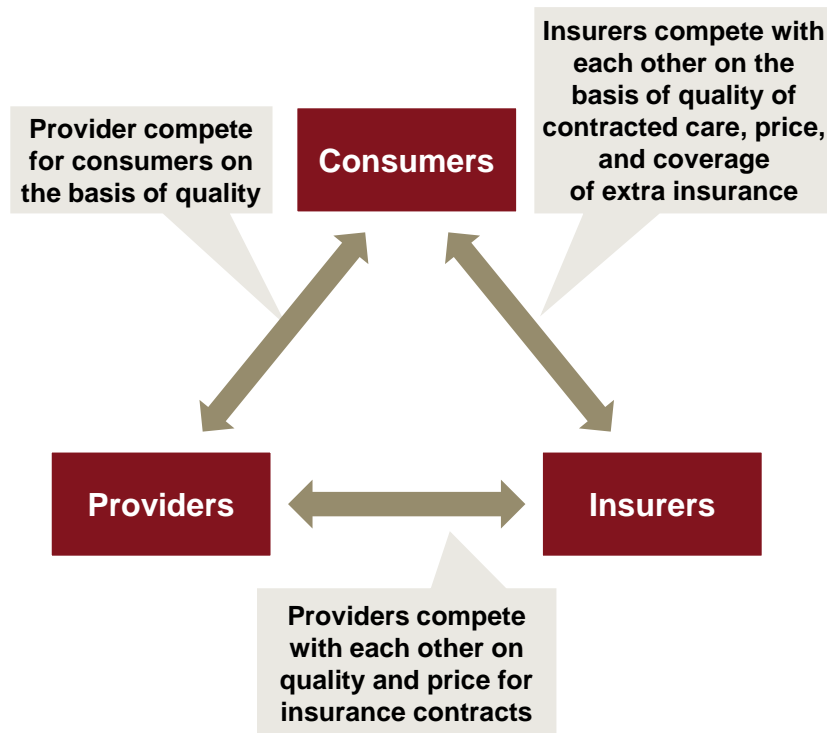 Insurers compete with
each other on the
basis of quality of
contracted care, price,
and coverage
of extra insurance
Provider compete
for consumers on
the basis of quality
Consumers
Providers
Insurers
Providers compete
with each other on
quality and price for
insurance contracts